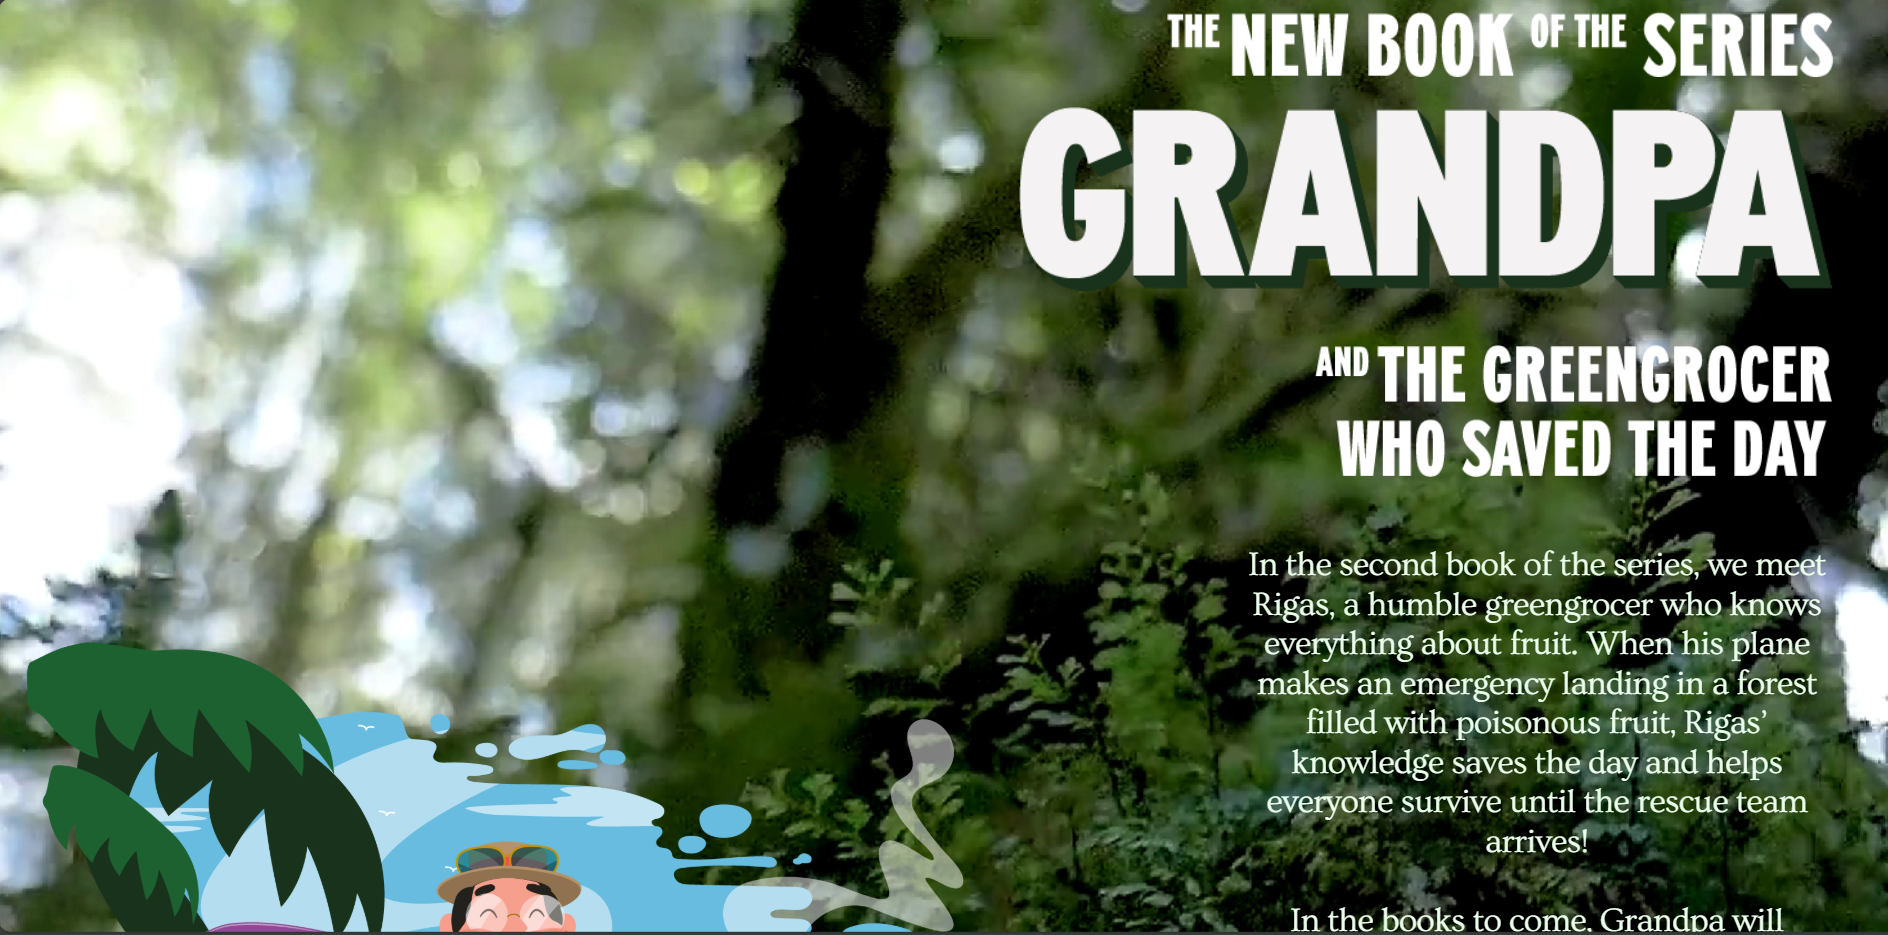 THE NEW BOOK OF THE SERIES
GRANDPA
AND THE GREENGROCER
WHO SAVED THE DAY
In the second book of the series, we meet
Rigas, a humble greengrocer who knows
everything about fruit. When his plane
makes an emergency landing in a forest
filled with poisonous fruit, Rigas’
knowledge saves the day and helps
everyone survive until the rescue team
arrives!
In the books to come, Grandpa will